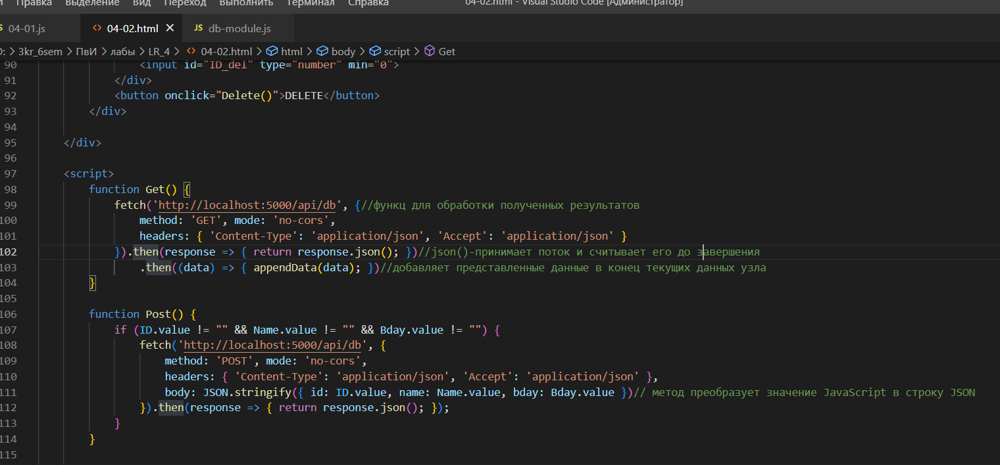 Правка Выделение Вид Переход Выполнить Терминал Справка 04-02.html - Visual Studio Code [Администратор]
04-01.js <> 04-02.html × JS db-module.js
3kr_6sem > ПвИ > лабы > LR_4 > <> 04-02.html > html > body > script > Get
90 <input id="ID_del" type="number" min="0">
91 </div>
92 <button onclick="Delete()">DELETE</button>
93 </div>
94
95 </div>
96
97 <script>
98 function Get() {
99 fetch('http://localhost:5000/api/db', {//функц для обработки полученных результатов
100 method: 'GET', mode: 'no-cors',
101 headers: { 'Content-Type': 'application/json', 'Accept': 'application/json' }
102 }).then(response => { return response.json(); })//json()-принимает поток и считывает его до завершения
103 .then((data) => { appendData(data); })//добавляет представленные данные в конец текущих данных узла
104 }
105
106 function Post() {
107 if (ID.value != "" && Name.value != "" && Bday.value != "") {
108 fetch('http://localhost:5000/api/db', {
109 method: 'POST', mode: 'no-cors',
110 headers: { 'Content-Type': 'application/json', 'Accept': 'application/json' },
111 body: JSON.stringify({ id: ID.value, name: Name.value, bday: Bday.value })// метод преобразует значение JavaScript в строку JSON
112 }).then(response => { return response.json(); });
113 }
114 }
115